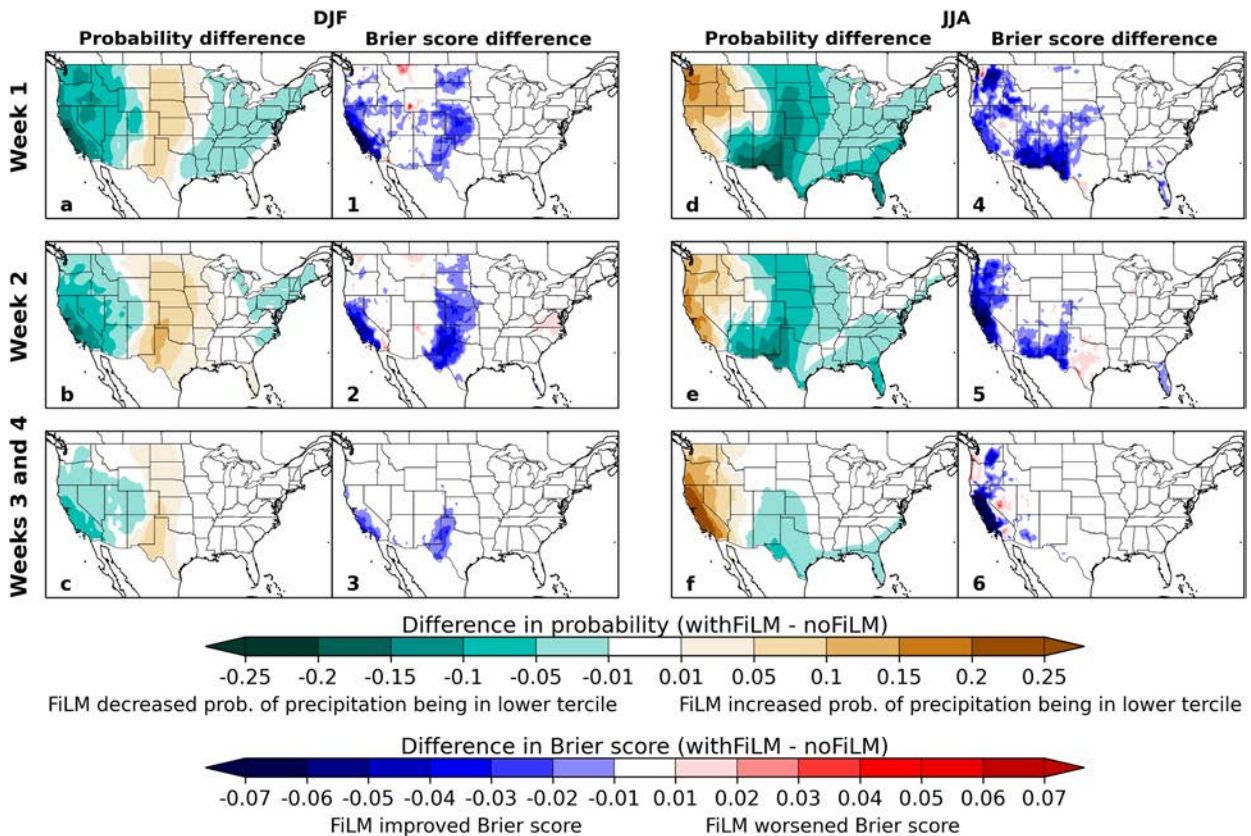 DJF
JJA
Probability difference
Brier score difference
Probability difference
Brier score difference
Week 1
a
1
d
4
Week 2
b
2
e
5
Weeks 3 and 4
c
3
f
6
Difference in probability (withFiLM - noFiLM)
-0.25 -0.2 -0.15 -0.1 -0.05 -0.01 0.01 0.05 0.1 0.15 0.2 0.25
FiLM decreased prob. of precipitation being in lower tercile
FiLM increased prob. of precipitation being in lower tercile
Difference in Brier score (withFiLM - noFiLM)
-0.07 -0.06 -0.05 -0.04 -0.03 -0.02 -0.01 0.01 0.02 0.03 0.04 0.05 0.06 0.07
FiLM improved Brier score
FiLM worsened Brier score